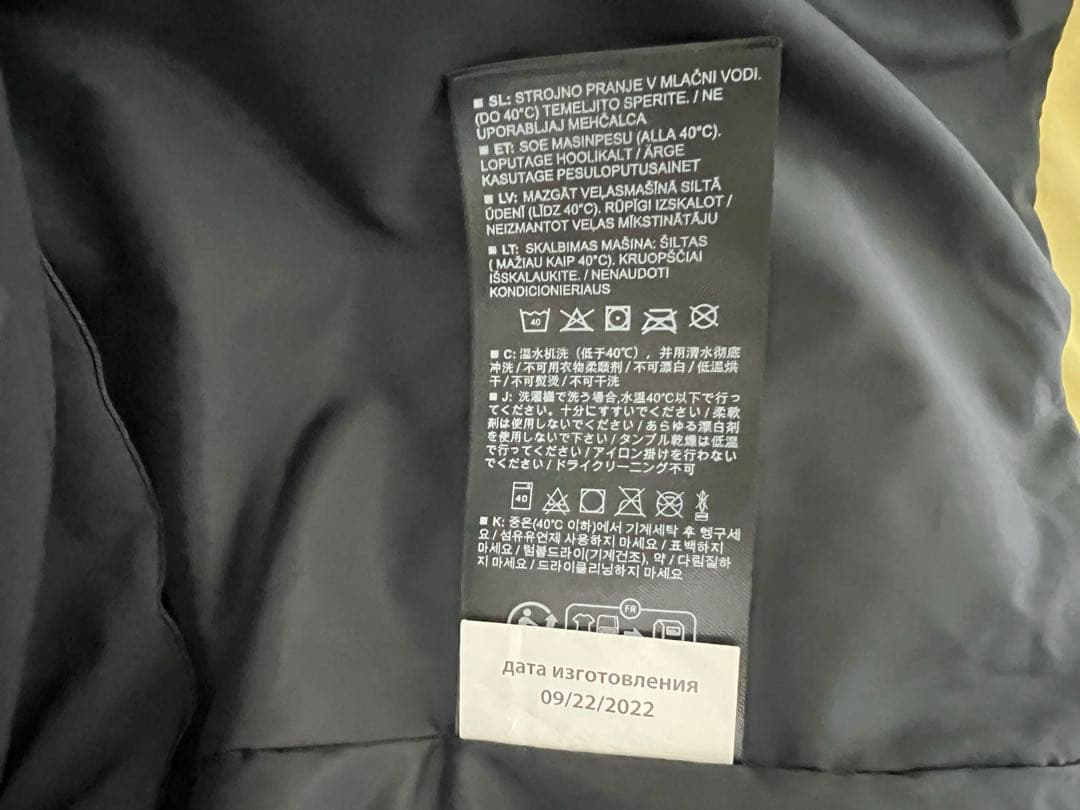 ■ SL: STROJNO PRANJE V MLAČNI VODI.
(DO 40°C) TEMELJITO SPERITE. / NE
UPORABLJAJ MEHČALCA
■ ET: SOE MASINPESU (ALLA 40°C).
LOPUTAGE HOOLIKALT / ÄRGE
KASUTAGE PESULOPUTUSAINET
■ LV: MAZGĀT VEĻASMAŠĪNĀ SILTĀ
ŪDENĪ (LĪDZ 40°C). RŪPĪGI IZSKALOT /
NEIZMANTOT VEĻAS MĪKSTINĀTĀJU
■ LT: SKALBIMAS MAŠINA: ŠILTAS
( MAŽIAU KAIP 40°C). KRUOPŠČIAI
IŠSKALAUKITE. / NENAUDOTI
KONDICIONIERIAUS
40
■ C: 温水机洗（低于40℃），并用清水彻底
冲洗 / 不可用衣物柔顺剂 / 不可漂白 / 低温烘
干 / 不可熨烫 / 不可干洗
■ J: 洗濯機で洗う場合,水温40℃以下で行っ
てください。十分にすすいでください / 柔軟
剤は使用しないでください / あらゆる漂白剤
を使用しないで下さい / タンブル乾燥は低温
で行ってください / アイロン掛けを行わない
でください / ドライクリーニング不可
40
■ K: 중온(40℃ 이하)에서 기계세탁 후 헹구세
요 / 섬유유연제 사용하지 마세요 / 표백하지
마세요 / 텀블드라이(기계건조), 약 / 다림질하
지 마세요 / 드라이클리닝하지 마세요
FR
дата изготовления
09/22/2022